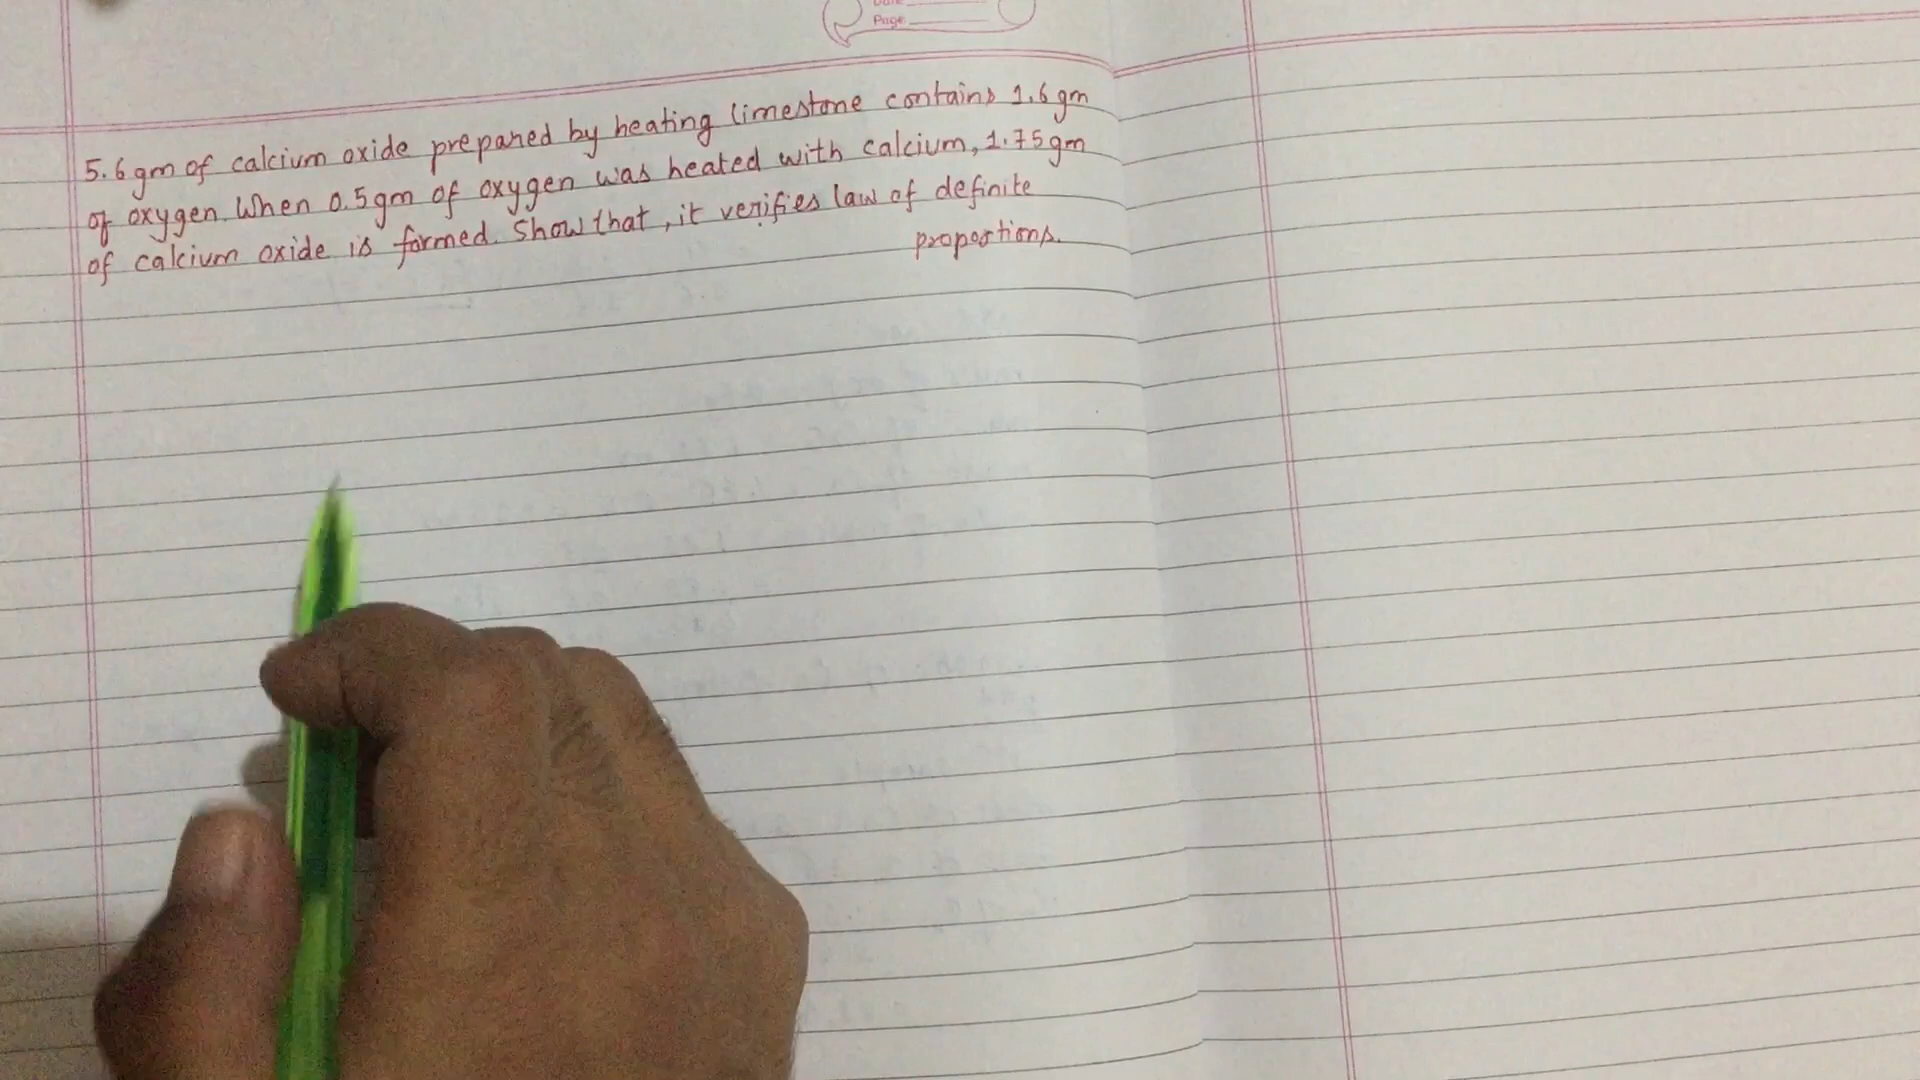 Date
Page
5.6 gm of calcium oxide prepared by heating limestone contains 1.6 gm
of oxygen. When 0.5 gm of oxygen was heated with calcium, 1.75 gm
of calcium oxide is formed. Show that, it verifies law of definite
proportions.